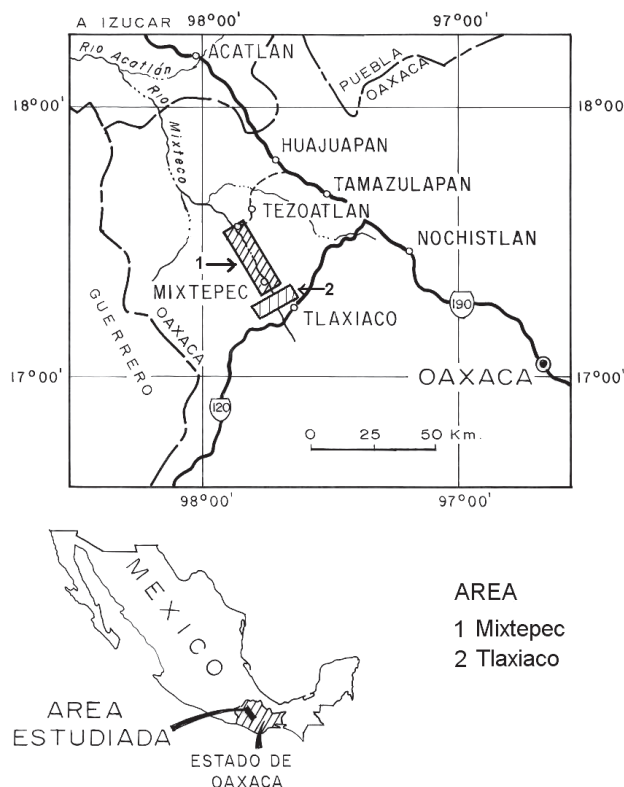 A IZUCAR
98°00'
97°00'
Rio Acatlán
ACATLAN
PUEBLA
OAXACA
18°00'
18°00'
Rio Mixteco
HUAJUAPAN
TAMAZULAPAN
TEZOATLAN
NOCHISTLAN
1
MIXTEPEC
2
TLAXIACO
190
GUERRERO
OAXACA
17°00'
OAXACA
17°00'
120
0 25 50 Km.
98°00'
97°00'
MEXICO
AREA
1 Mixtepec
2 Tlaxiaco
AREA
ESTUDIADA
ESTADO DE
OAXACA